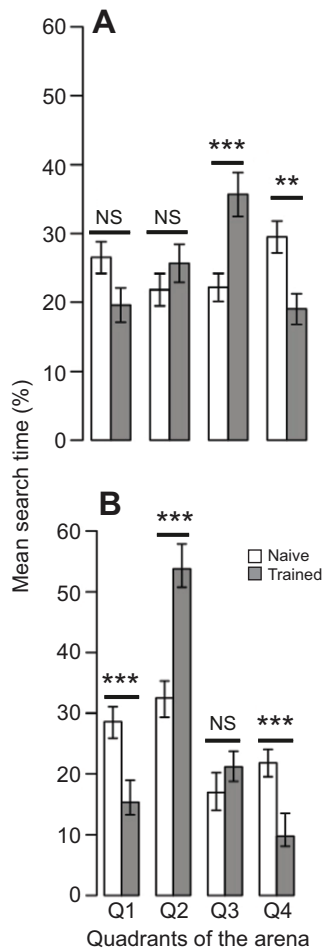 A
60
50
40
30
20
10
0
NS
NS
***
**
Mean search time (%)
B
60
50
40
30
20
10
0
***
***
NS
***
Naive
Trained
Q1 Q2 Q3 Q4
Quadrants of the arena